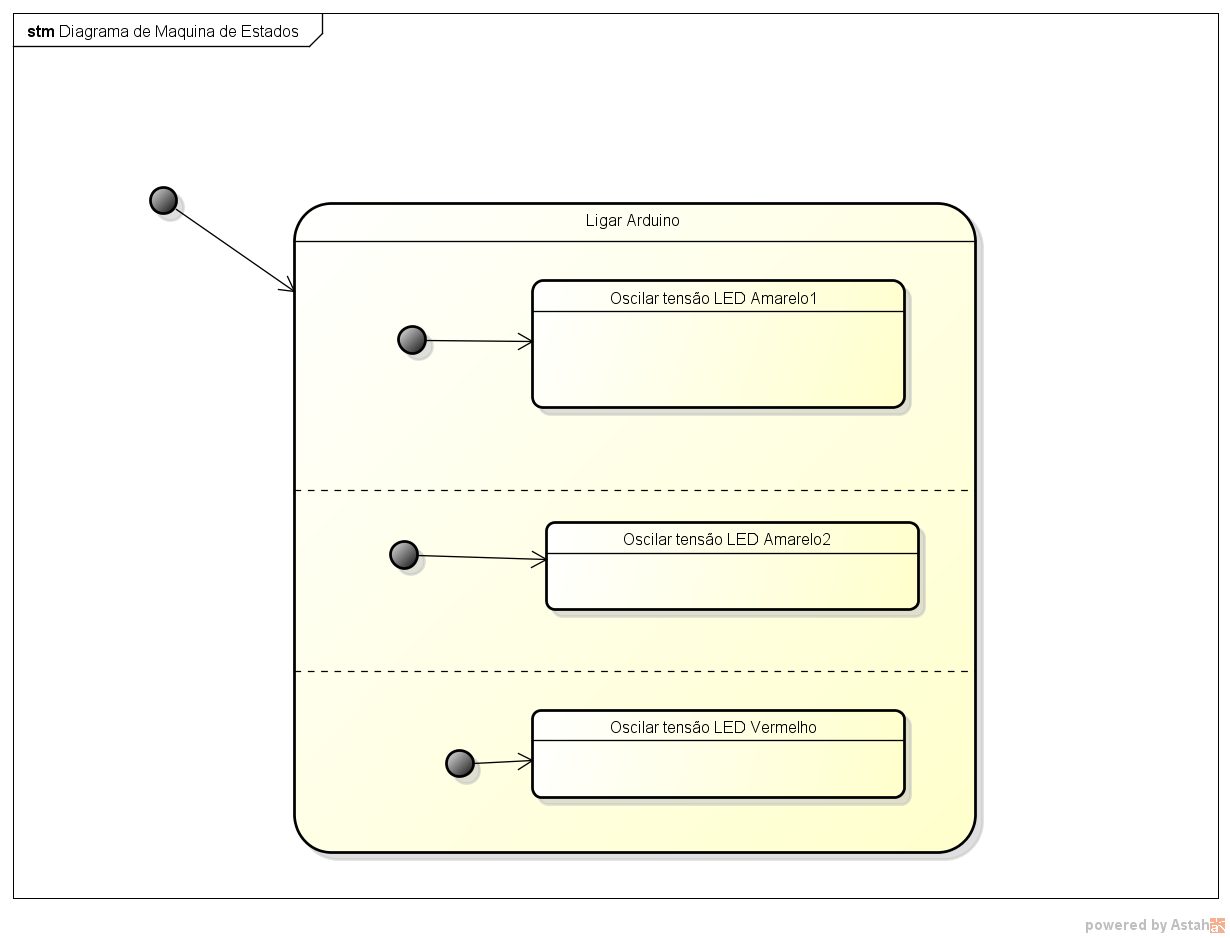 stm Diagrama de Maquina de Estados
Ligar Arduino
Oscilar tensão LED Amarelo1
Oscilar tensão LED Amarelo2
Oscilar tensão LED Vermelho
powered by Astah